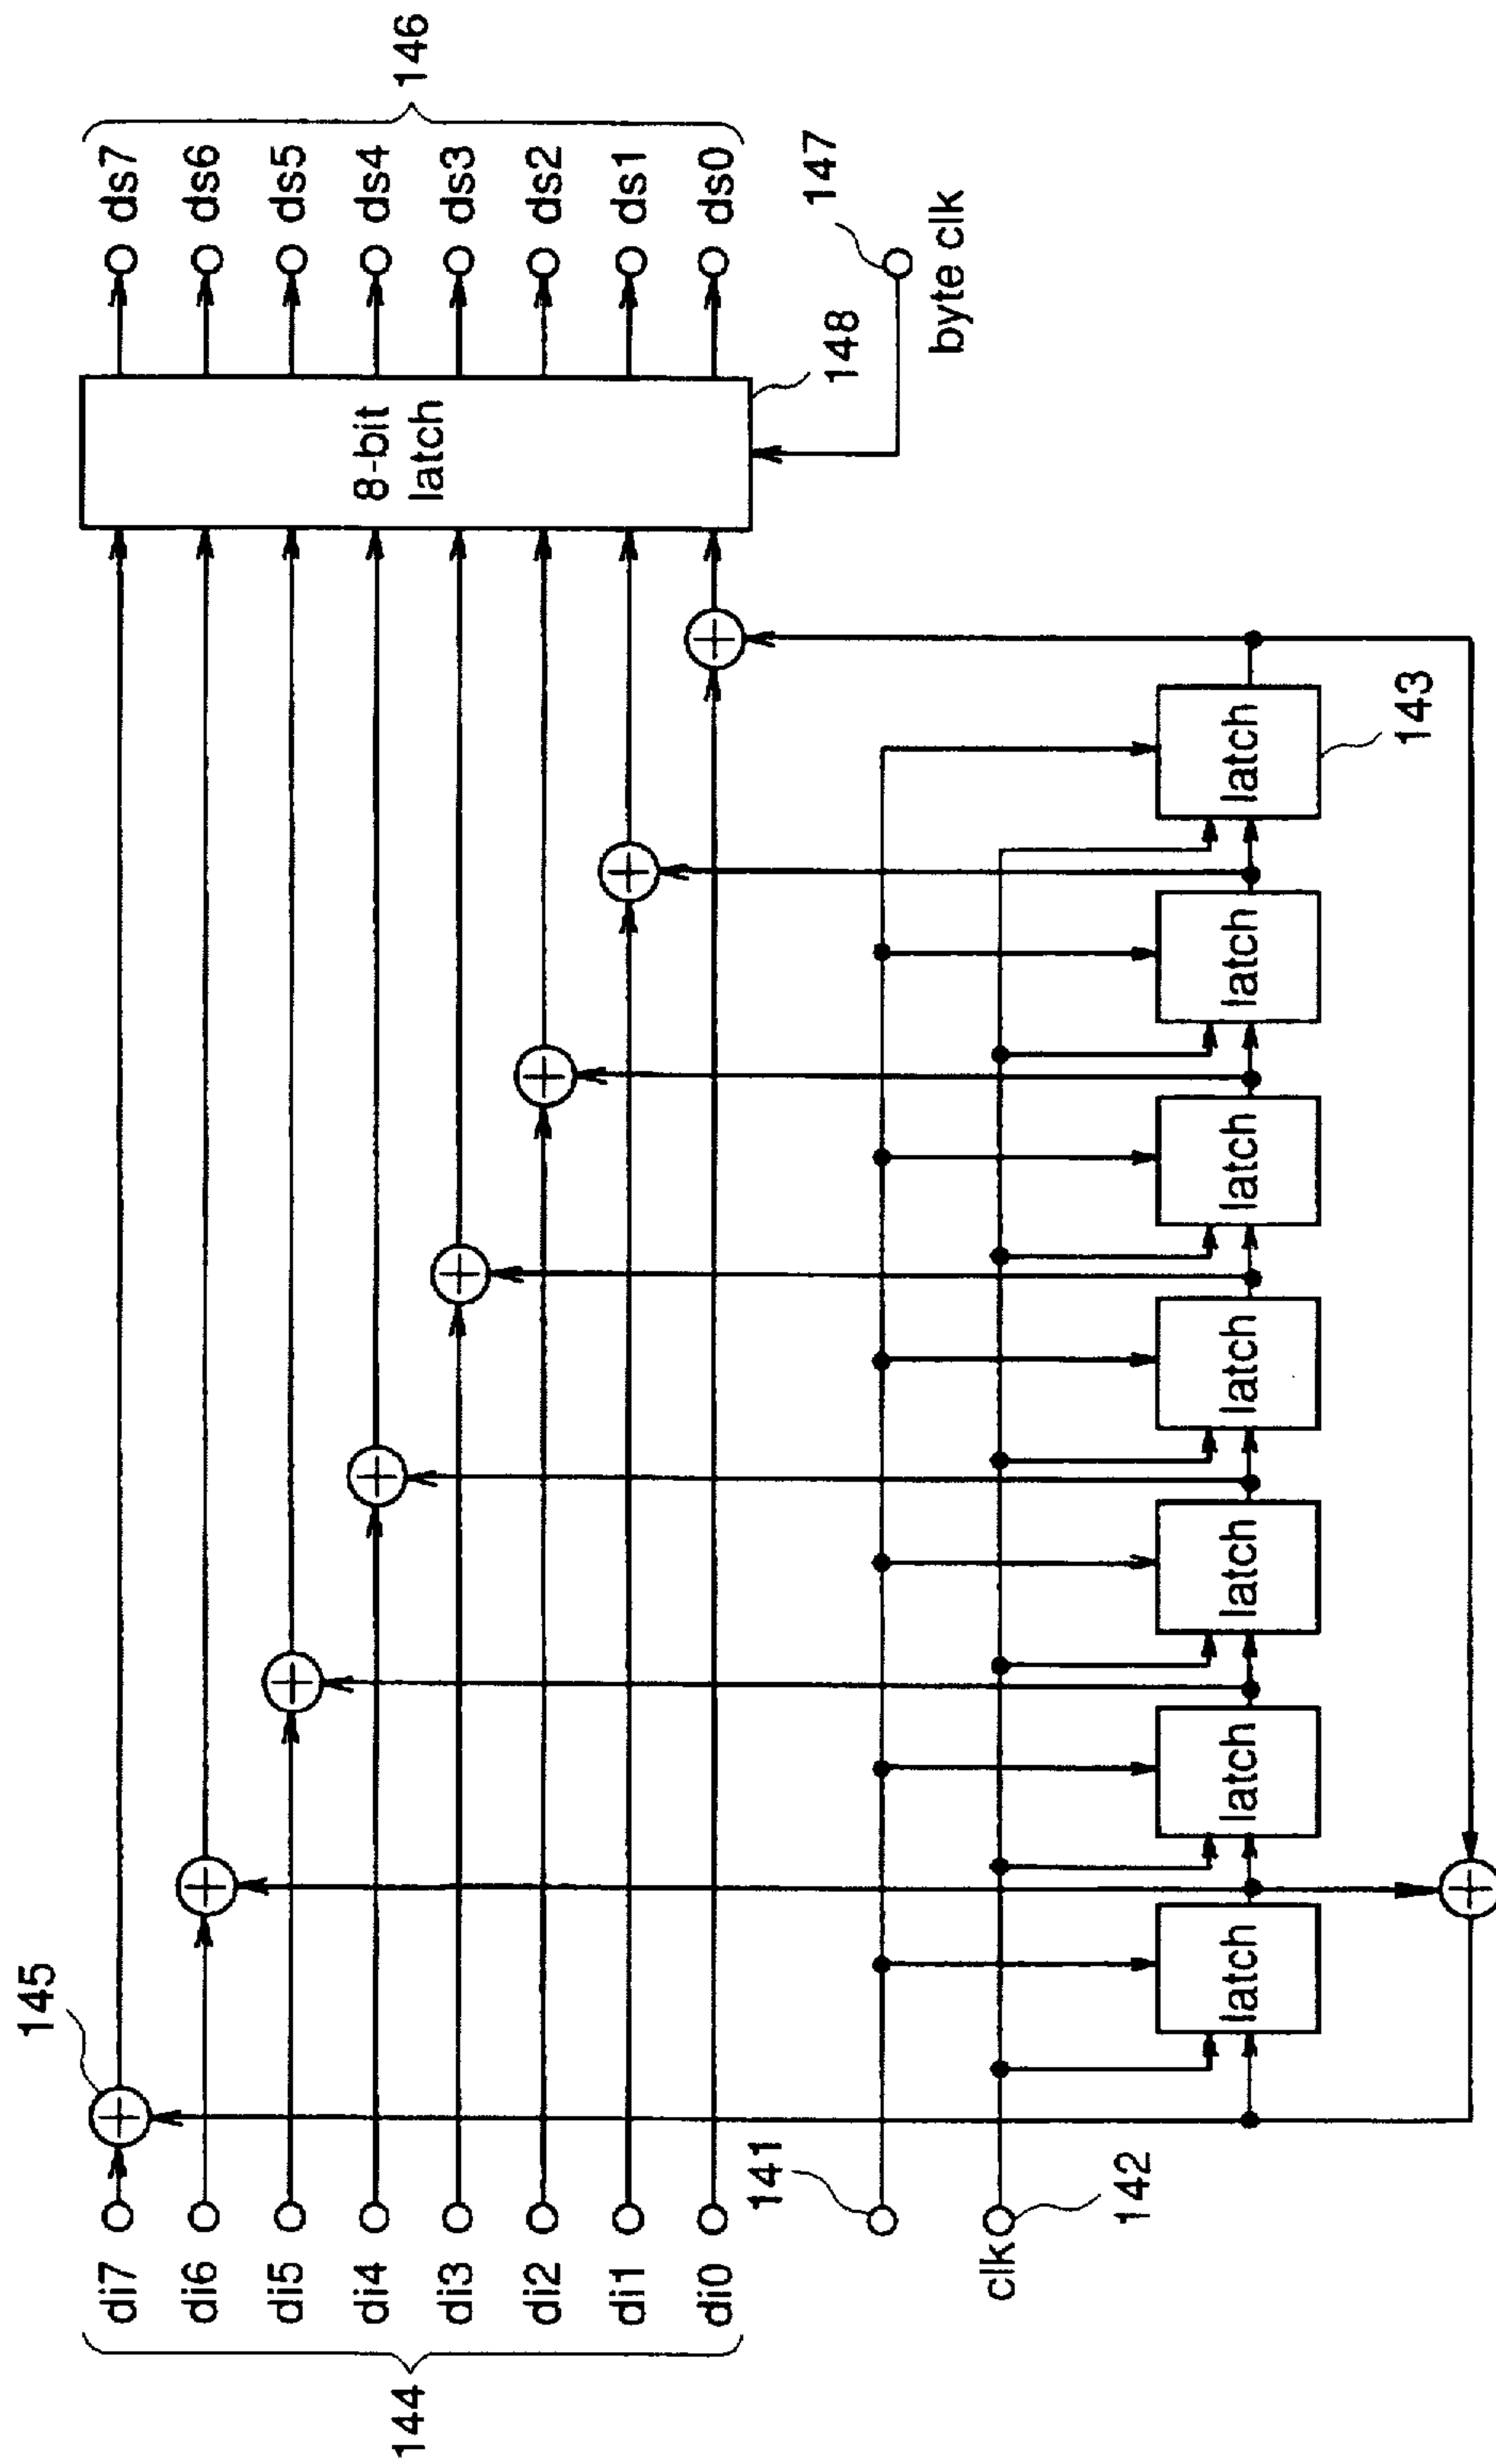 144
di7
di6
di5
di4
di3
di2
di1
di0
145
8-bit
latch
148
ds7
ds6
ds5
ds4
ds3
ds2
ds1
ds0
146
147
byte clk
141
clk
142
latch
latch
latch
latch
latch
latch
latch
143